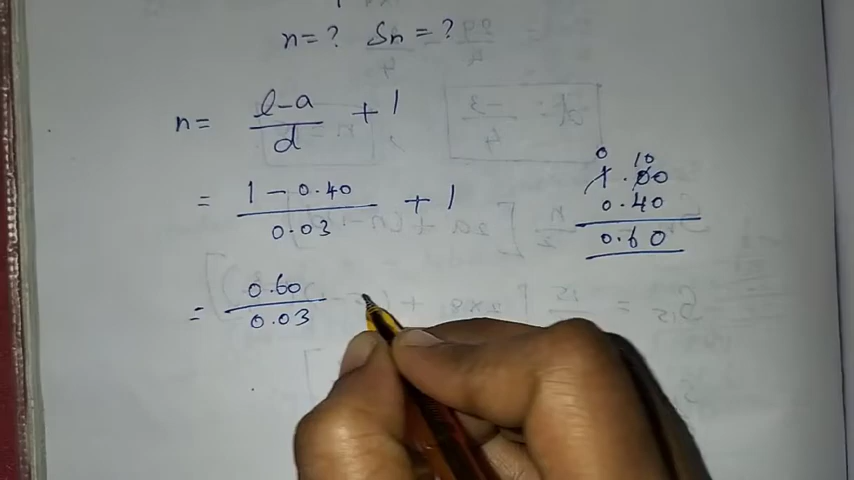 n = ? Sn = ?
n = l-a/d + 1
= 1 - 0.40/0.03 + 1
0 10
1.00
0.40
0.60
= 0.60/0.03